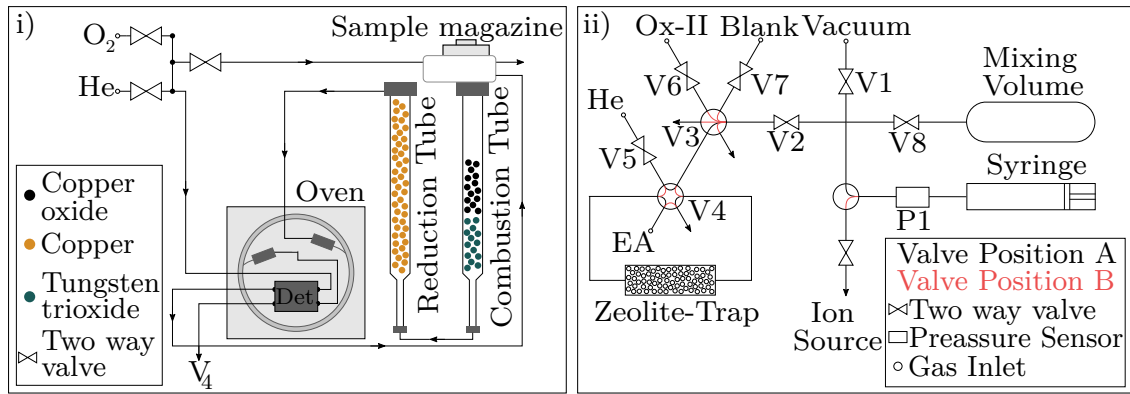 i)
O2
He
Sample magazine
Reduction Tube
Combustion Tube
Oven
Det.
V4
Copper
oxide
Copper
Tungsten
trioxide
Two way
valve
ii)
Ox-II
Blank
Vacuum
Mixing
Volume
He
V6
V7
V1
V3
V2
V8
V5
V4
EA
Syringe
P1
Zeolite-Trap
Ion
Source
Valve Position A
Valve Position B
Two way valve
Preassure Sensor
Gas Inlet